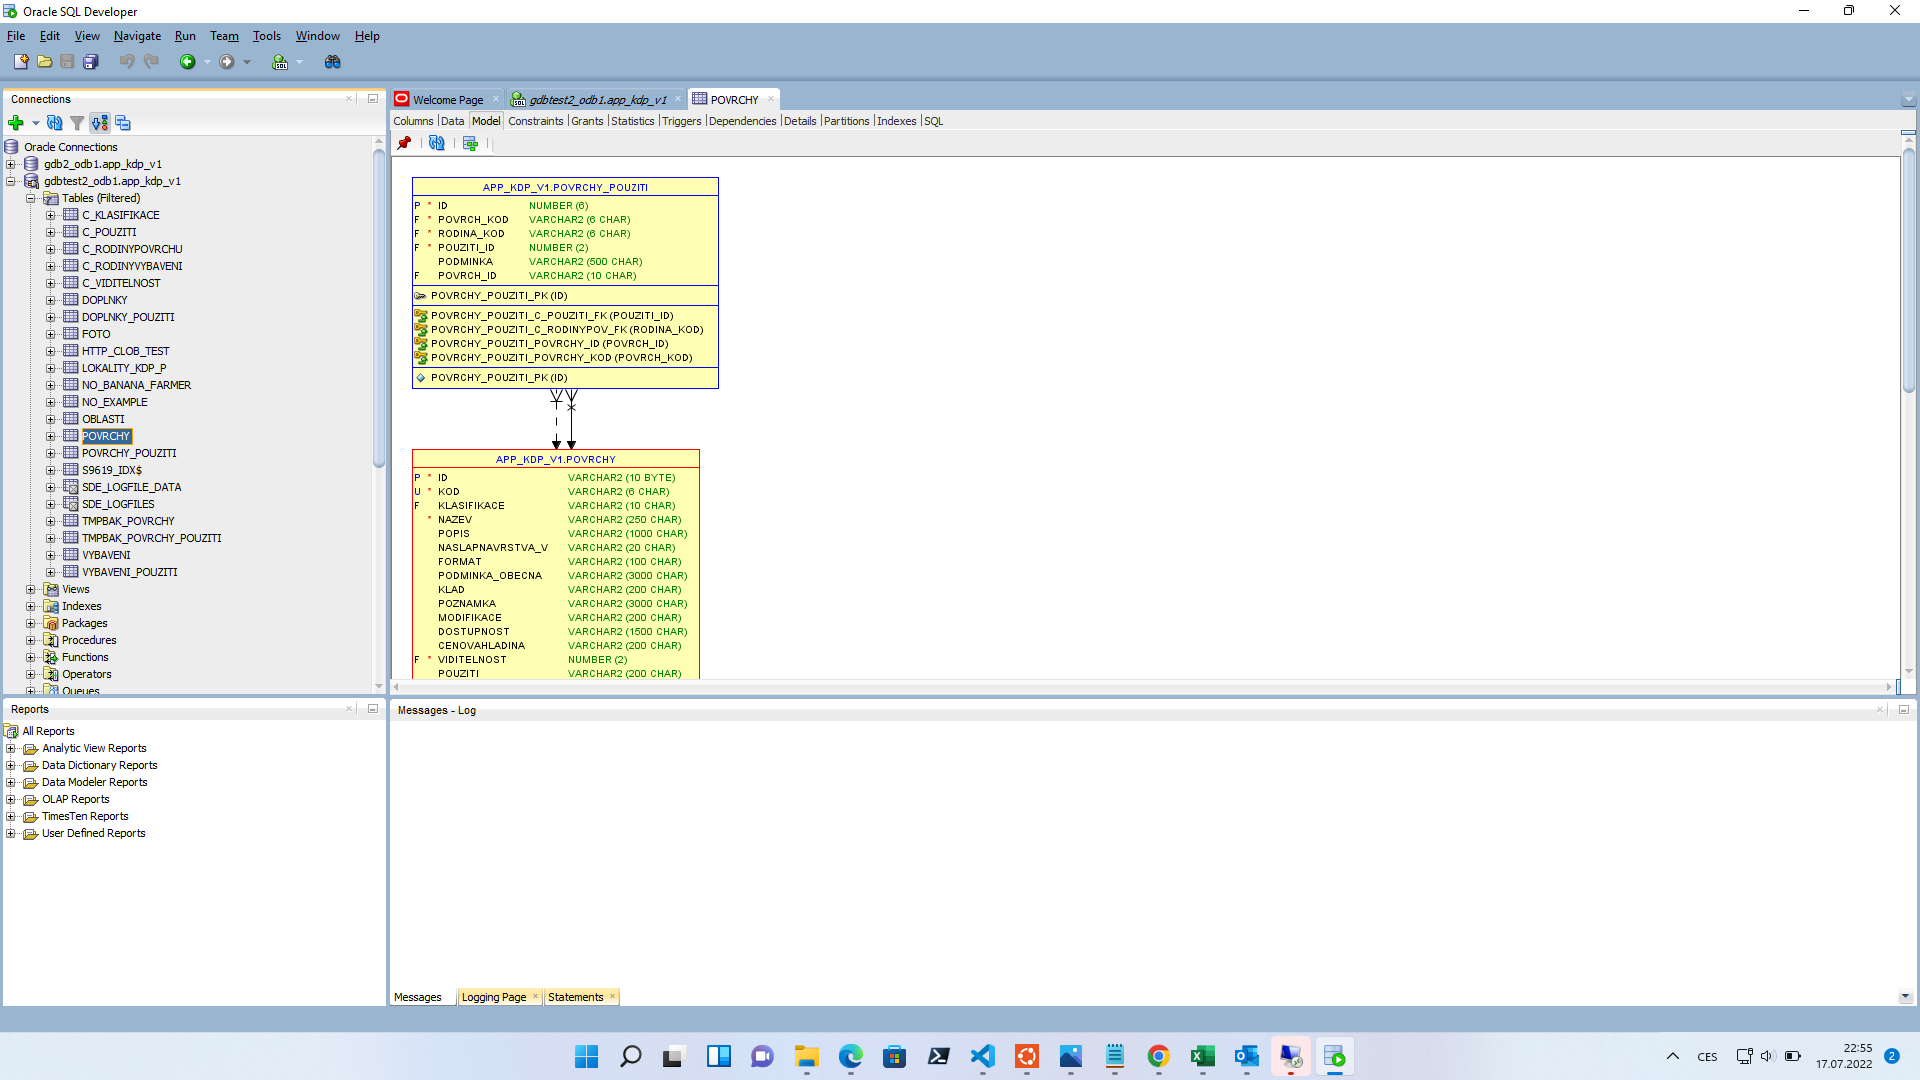 Oracle SQL Developer
File Edit View Navigate Run Team Tools Window Help
Connections
Oracle Connections
gdb2_odb1.app_kdp_v1
gdbtest2_odb1.app_kdp_v1
Tables (Filtered)
C_KLASIFIKACE
C_POUZITI
C_RODINYPOVRCHU
C_RODINYVYBAVENI
C_VIDITELNOST
DOPLNKY
DOPLNKY_POUZITI
FOTO
HTTP_CLOB_TEST
LOKALITY_KDP_P
NO_BANANA_FARMER
NO_EXAMPLE
OBLASTI
POVRCHY
POVRCHY_POUZITI
S9619_IDX$
SDE_LOGFILE_DATA
SDE_LOGFILES
TMPBAK_POVRCHY
TMPBAK_POVRCHY_POUZITI
VYBAVENI
VYBAVENI_POUZITI
Views
Indexes
Packages
Procedures
Functions
Operators
Queues
Reports
All Reports
Analytic View Reports
Data Dictionary Reports
Data Modeler Reports
OLAP Reports
TimesTen Reports
User Defined Reports
Welcome Page gdbtest2_odb1.app_kdp_v1 POVRCHY
Columns Data Model Constraints Grants Statistics Triggers Dependencies Details Partitions Indexes SQL
APP_KDP_V1.POVRCHY_POUZITI
P * ID NUMBER (6)
F * POVRCH_KOD VARCHAR2 (6 CHAR)
F * RODINA_KOD VARCHAR2 (6 CHAR)
F * POUZITI_ID NUMBER (2)
PODMINKA VARCHAR2 (500 CHAR)
F POVRCH_ID VARCHAR2 (10 CHAR)
POVRCHY_POUZITI_PK (ID)
POVRCHY_POUZITI_C_POUZITI_FK (POUZITI_ID)
POVRCHY_POUZITI_C_RODINYPOV_FK (RODINA_KOD)
POVRCHY_POUZITI_POVRCHY_ID (POVRCH_ID)
POVRCHY_POUZITI_POVRCHY_KOD (POVRCH_KOD)
POVRCHY_POUZITI_PK (ID)
APP_KDP_V1.POVRCHY
P * ID VARCHAR2 (10 BYTE)
U * KOD VARCHAR2 (6 CHAR)
F KLASIFIKACE VARCHAR2 (10 CHAR)
* NAZEV VARCHAR2 (250 CHAR)
POPIS VARCHAR2 (1000 CHAR)
NASLAPNAVRSTVA_V VARCHAR2 (20 CHAR)
FORMAT VARCHAR2 (100 CHAR)
PODMINKA_OBECNA VARCHAR2 (3000 CHAR)
KLAD VARCHAR2 (200 CHAR)
POZNAMKA VARCHAR2 (3000 CHAR)
MODIFIKACE VARCHAR2 (200 CHAR)
DOSTUPNOST VARCHAR2 (1500 CHAR)
CENOVAHLADINA VARCHAR2 (200 CHAR)
F * VIDITELNOST NUMBER (2)
POUZITI VARCHAR2 (200 CHAR)
Messages - Log
Messages Logging Page Statements
CES
22:55
17.07.2022
2